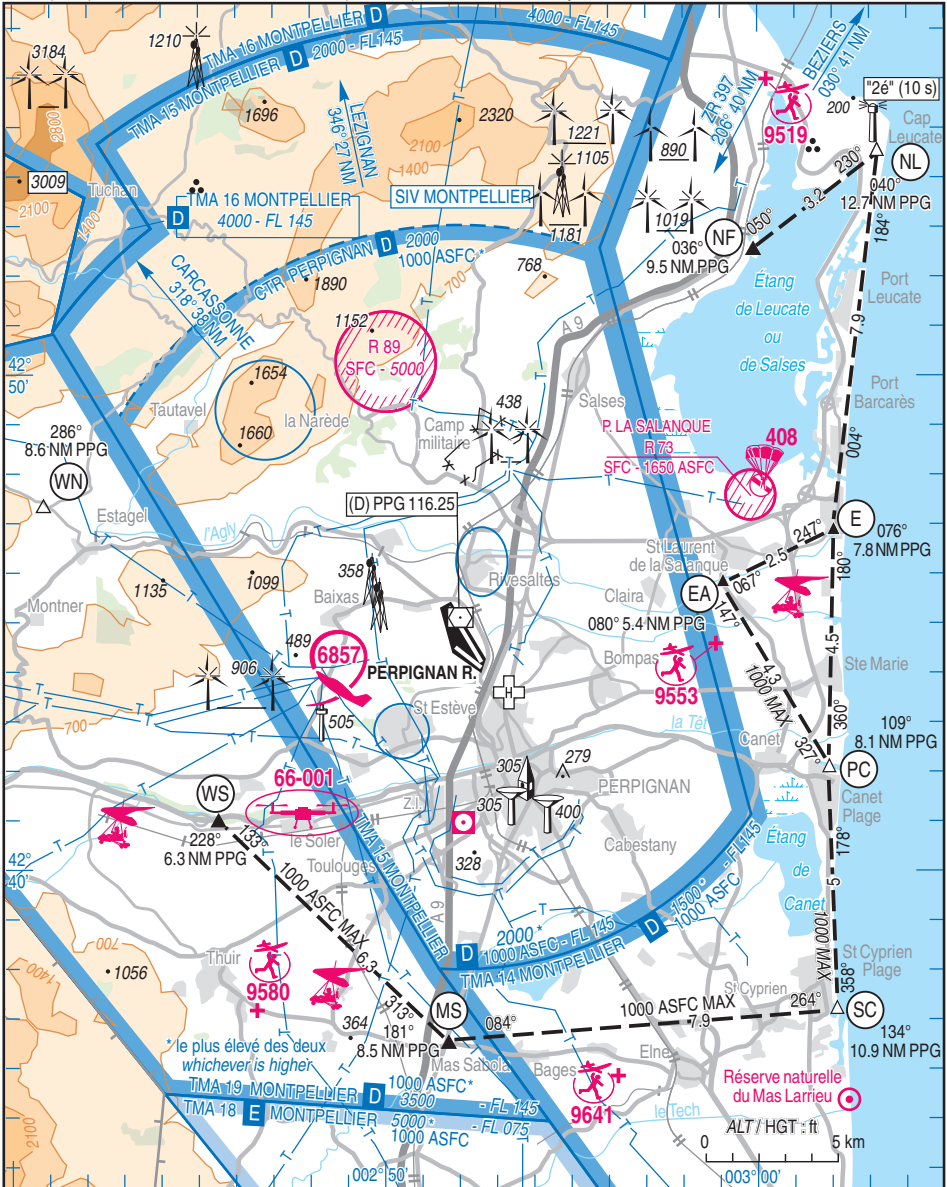 3184
1210
4000 - FL145
TMA 16 MONTPELLIER D
TMA 15 MONTPELLIER D 2000 - FL145
BEZIERS
030° 41 NM
ZR 397
206° 40 NM
9519
"26" (10 s)
200
Cap
Leucate
NL
040°
12.7 NM PPG
2800
1696
LEZIGNAN
346° 27 NM
2320
2100
1400
1221
1105
890
3009
2100
1400
Tuchan
TMA 16 MONTPELLIER
D
4000 - FL 145
SIV MONTPELLIER
1181
1019
230°
3.2
050°
184°
NF
036°
9.5 NM PPG
CTR PERPIGNAN D 2000
1000 ASFC *
CARCASSONNE
318° 38NM
1890
768
700
A 9
Étang
de Leucate
ou
de Salses
Port
Leucate
7.9
42°
50'
1152
R 89
SFC - 5000
1654
1660
Tautavel
la Narède
Camp
militaire
438
Salses
Port
Barcarès
004°
P. LA SALANQUE
R 73
SFC - 1650 ASFC
408
286°
8.6 NM PPG
WN
Estagel
l'Agly
(D) PPG 116.25
E
076°
7.8 NM PPG
247°
2.5
067°
180°
St Laurent
de la Salanque
Rivesaltes
Claira
EA
080° 5.4 NM PPG
147°
1135
1099
358
Baixas
Montner
489
6857
PERPIGNAN R.
906
505
St Estève
Bompas
9553
4.3
1000 MAX
327°
4.5
360°
Ste Marie
700
la Têt
Canet
109°
8.1 NM PPG
PC
Canet
Plage
WS
66-001
228°
6.3 NM PPG
133°
le Soler
Toulouges
Z.I.
305
305
279
400
PERPIGNAN
328
Cabestany
42°
40'
1000 ASFC MAX
6.3
313°
TMA 15 MONTPELLIER
A 9
Étang
de
Canet
178°
5
1000 MAX
358°
700
1400
1056
Thuir
9580
364
D
2000 *
1000 ASFC - FL 145
TMA 14 MONTPELLIER D 1500 * - FL145
1000 ASFC
St Cyprien
Plage
St Cyprien
MS
181°
8.5 NM PPG
084°
1000 ASFC MAX
7.9
264°
SC
134°
10.9 NM PPG
* le plus élevé des deux
whichever is higher
Mas Sabola
Bages
Elne
9641
TMA 19 MONTPELLIER D 1000 ASFC *
3500 - FL 145
TMA 18 E MONTPELLIER 5000 * - FL 075
1000 ASFC
le Tech
Réserve naturelle
du Mas Larrieu
2100
ALT / HGT : ft
0 5 km
002° 50'
003° 00'